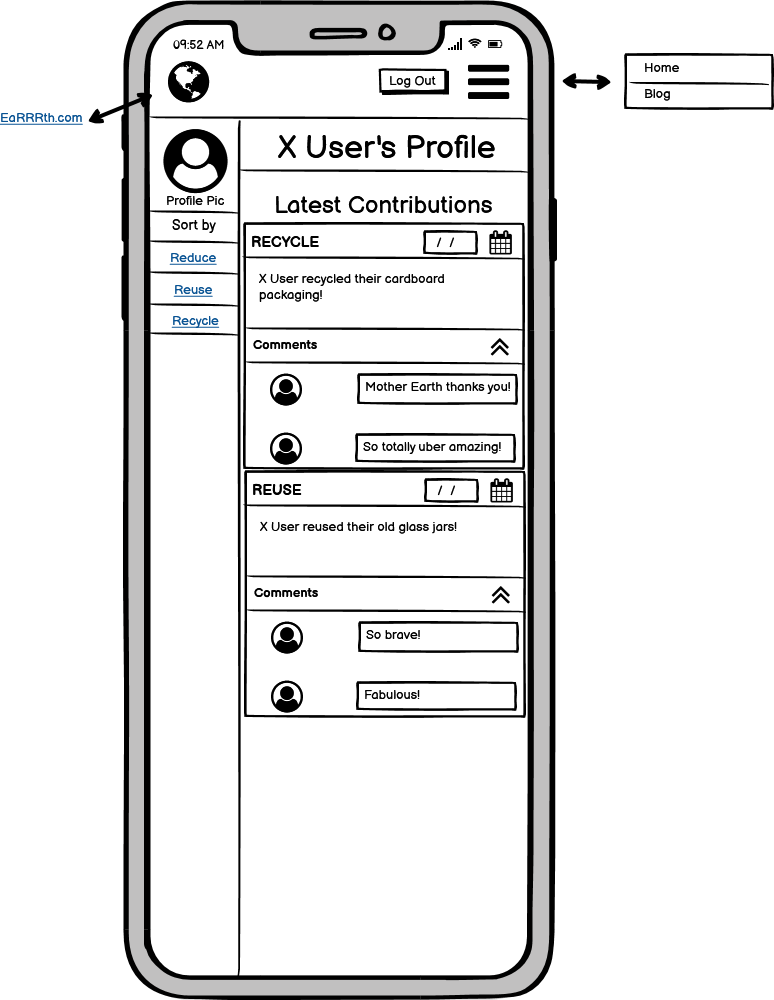 09:52 AM
Log Out
Home
Blog
EaRRRth.com
X User's Profile
Profile Pic
Latest Contributions
Sort by
Reduce
Reuse
Recycle
RECYCLE
/ /
X User recycled their cardboard
packaging!
Comments
Mother Earth thanks you!
So totally uber amazing!
REUSE
/ /
X User reused their old glass jars!
Comments
So brave!
Fabulous!